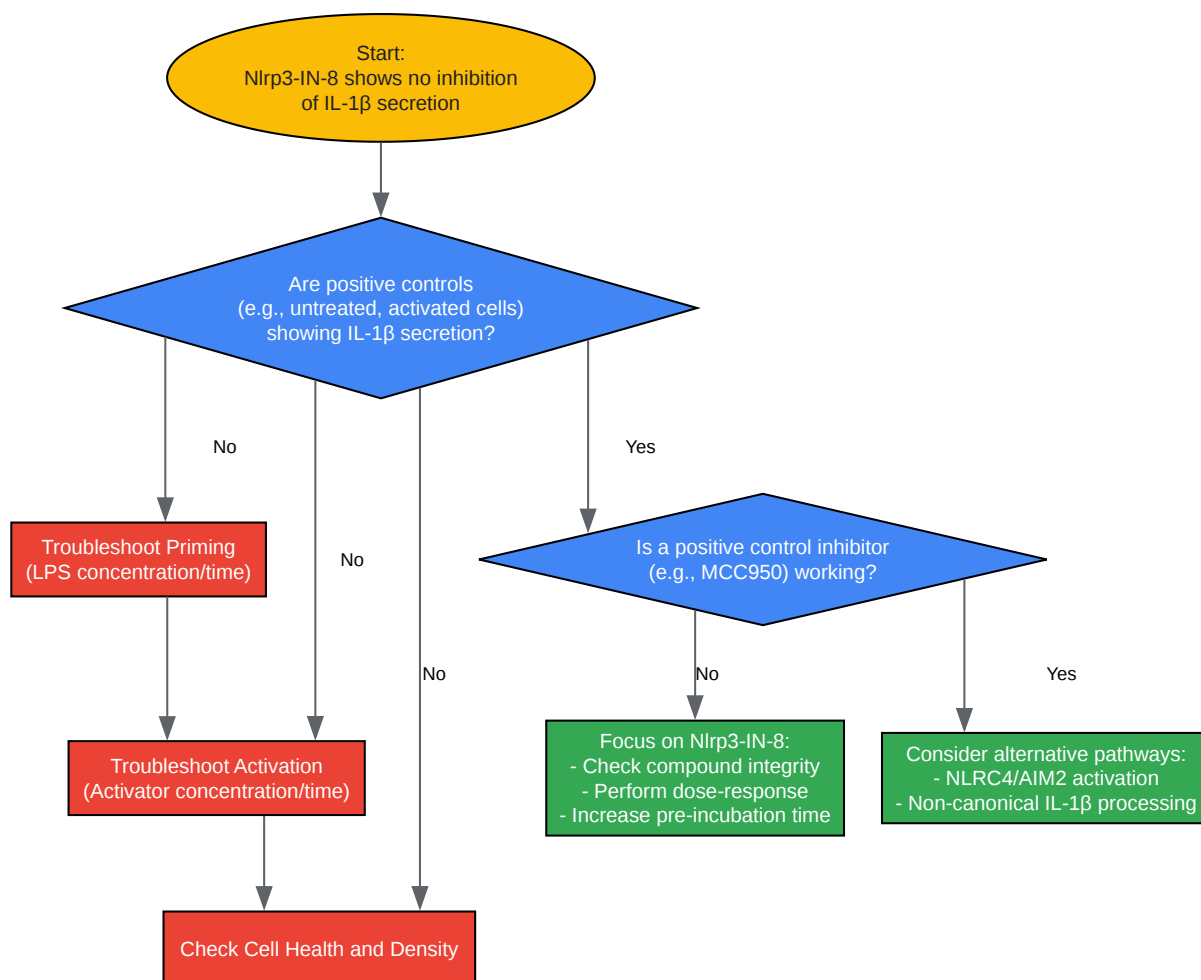 Start:
Nlrp3-IN-8 shows no inhibition
of IL-1β secretion
Are positive controls
(e.g., untreated, activated cells)
showing IL-1β secretion?
No
Yes
Troubleshoot Priming
(LPS concentration/time)
No
Is a positive control inhibitor
(e.g., MCC950) working?
No
No
Yes
Troubleshoot Activation
(Activator concentration/time)
Focus on Nlrp3-IN-8:
- Check compound integrity
- Perform dose-response
- Increase pre-incubation time
Consider alternative pathways:
- NLRC4/AIM2 activation
- Non-canonical IL-1β processing
Check Cell Health and Density